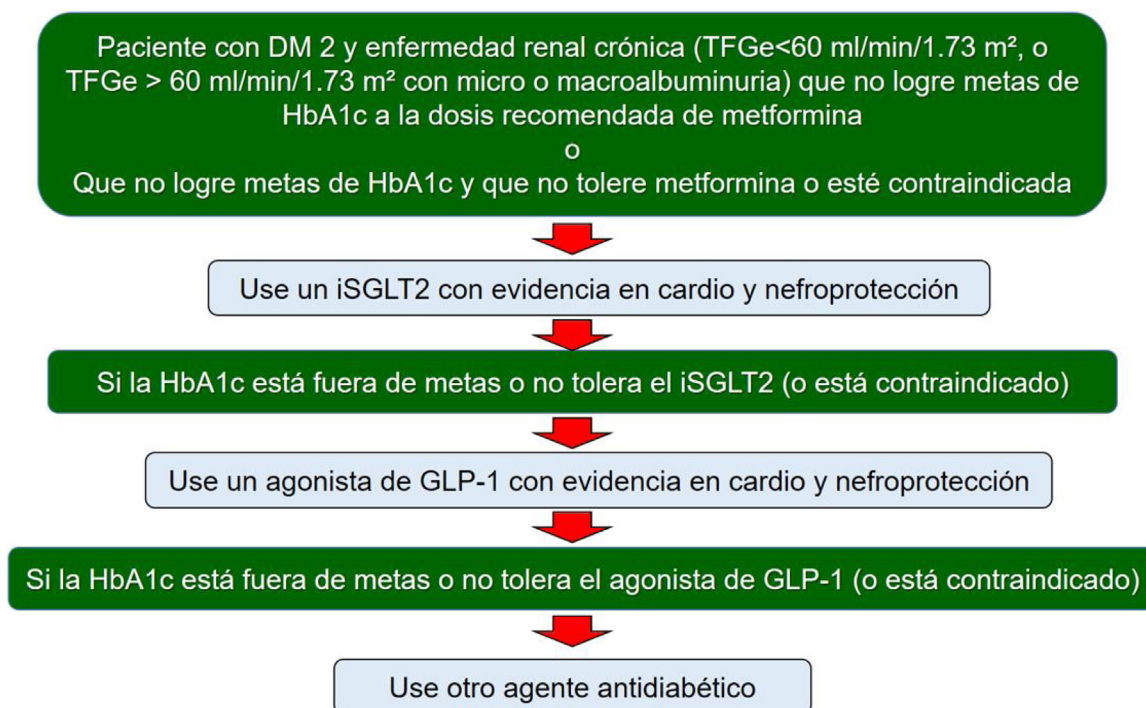 Paciente con DM 2 y enfermedad renal crónica (TFGe<60 ml/min/1.73 m², o
TFGe > 60 ml/min/1.73 m² con micro o macroalbuminuria) que no logre metas de
HbA1c a la dosis recomendada de metformina
o
Que no logre metas de HbA1c y que no tolere metformina o esté contraindicada
Use un iSGLT2 con evidencia en cardio y nefroprotección
Si la HbA1c está fuera de metas o no tolera el iSGLT2 (o está contraindicado)
Use un agonista de GLP-1 con evidencia en cardio y nefroprotección
Si la HbA1c está fuera de metas o no tolera el agonista de GLP-1 (o está contraindicado)
Use otro agente antidiabético